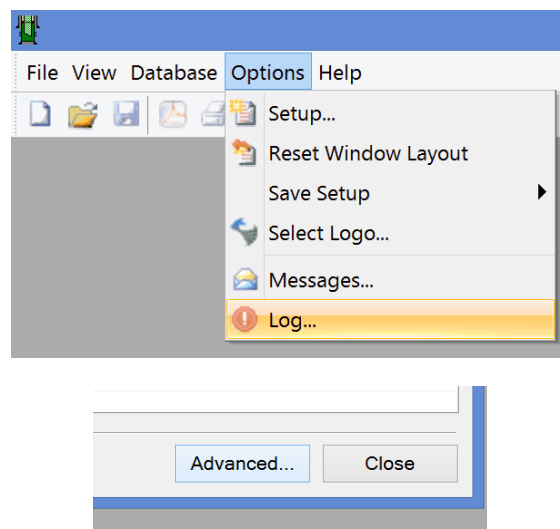 File View Database Options Help
Setup...
Reset Window Layout
Save Setup
Select Logo...
Messages...
Log...
Advanced... Close